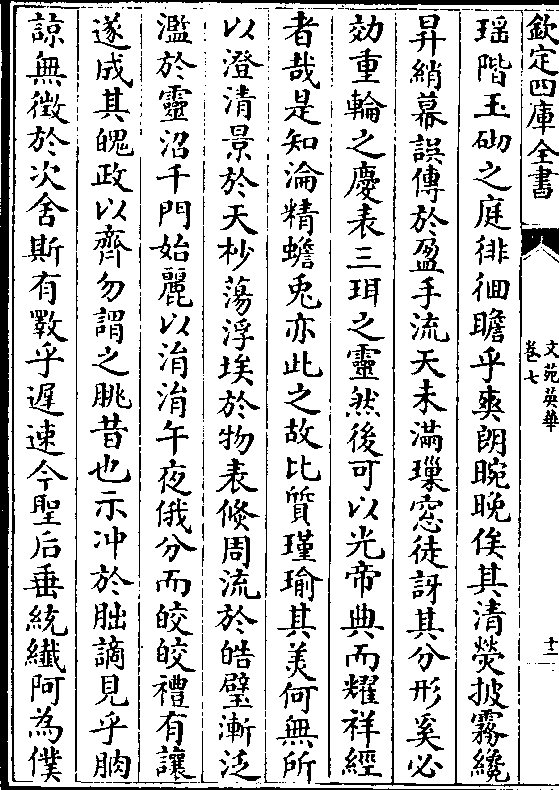 欽定四庫全書
文苑英華
卷七
十二
瑶階玉砌之庭徘徊瞻乎爽朗晼晚俟其清熒披霧纔
昇綃幕誤傳於盈手流天未滿璅窓徒訝其分形奚必
効重輪之慶表三珥之靈然後可以光帝典而耀祥經
者哉是知淪精蟾兎亦此之故比質瑾瑜其美何無所
以澄清景於天杪蕩浮埃於物表倐周流於皓璧漸泛
濫於靈沼千門始麗以涓涓午夜俄分而皎皎禮有讓
遂成其魄政以齊勿謂之朓昔也示冲於朏謫見乎朒
諒無徴於次舍斯有斁乎遲速今聖后垂統纎阿為僕